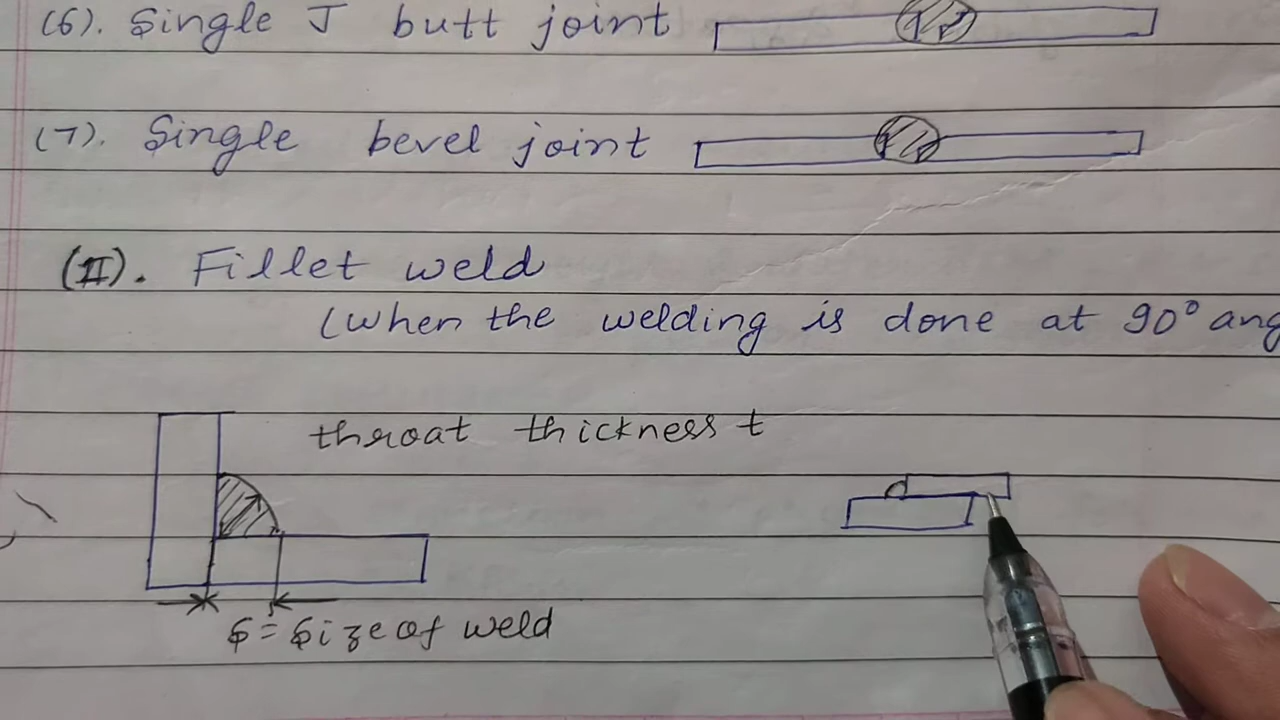 (6). Single J butt joint
(7). Single bevel joint
(II). Fillet weld
(when the welding is done at 90° ang
throat thickness t
S = Size of weld